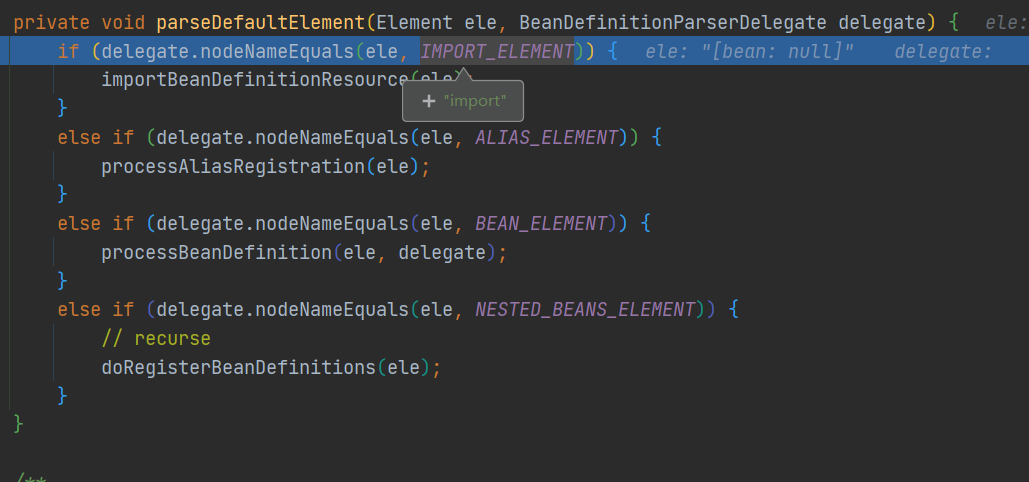 private void parseDefaultElement(Element ele, BeanDefinitionParserDelegate delegate) { ele:
if (delegate.nodeNameEquals(ele, IMPORT_ELEMENT)) { ele: "[bean: null]" delegate:
importBeanDefinitionResource(ele);
+ "import"
}
else if (delegate.nodeNameEquals(ele, ALIAS_ELEMENT)) {
processAliasRegistration(ele);
}
else if (delegate.nodeNameEquals(ele, BEAN_ELEMENT)) {
processBeanDefinition(ele, delegate);
}
else if (delegate.nodeNameEquals(ele, NESTED_BEANS_ELEMENT)) {
// recurse
doRegisterBeanDefinitions(ele);
}
}
/**